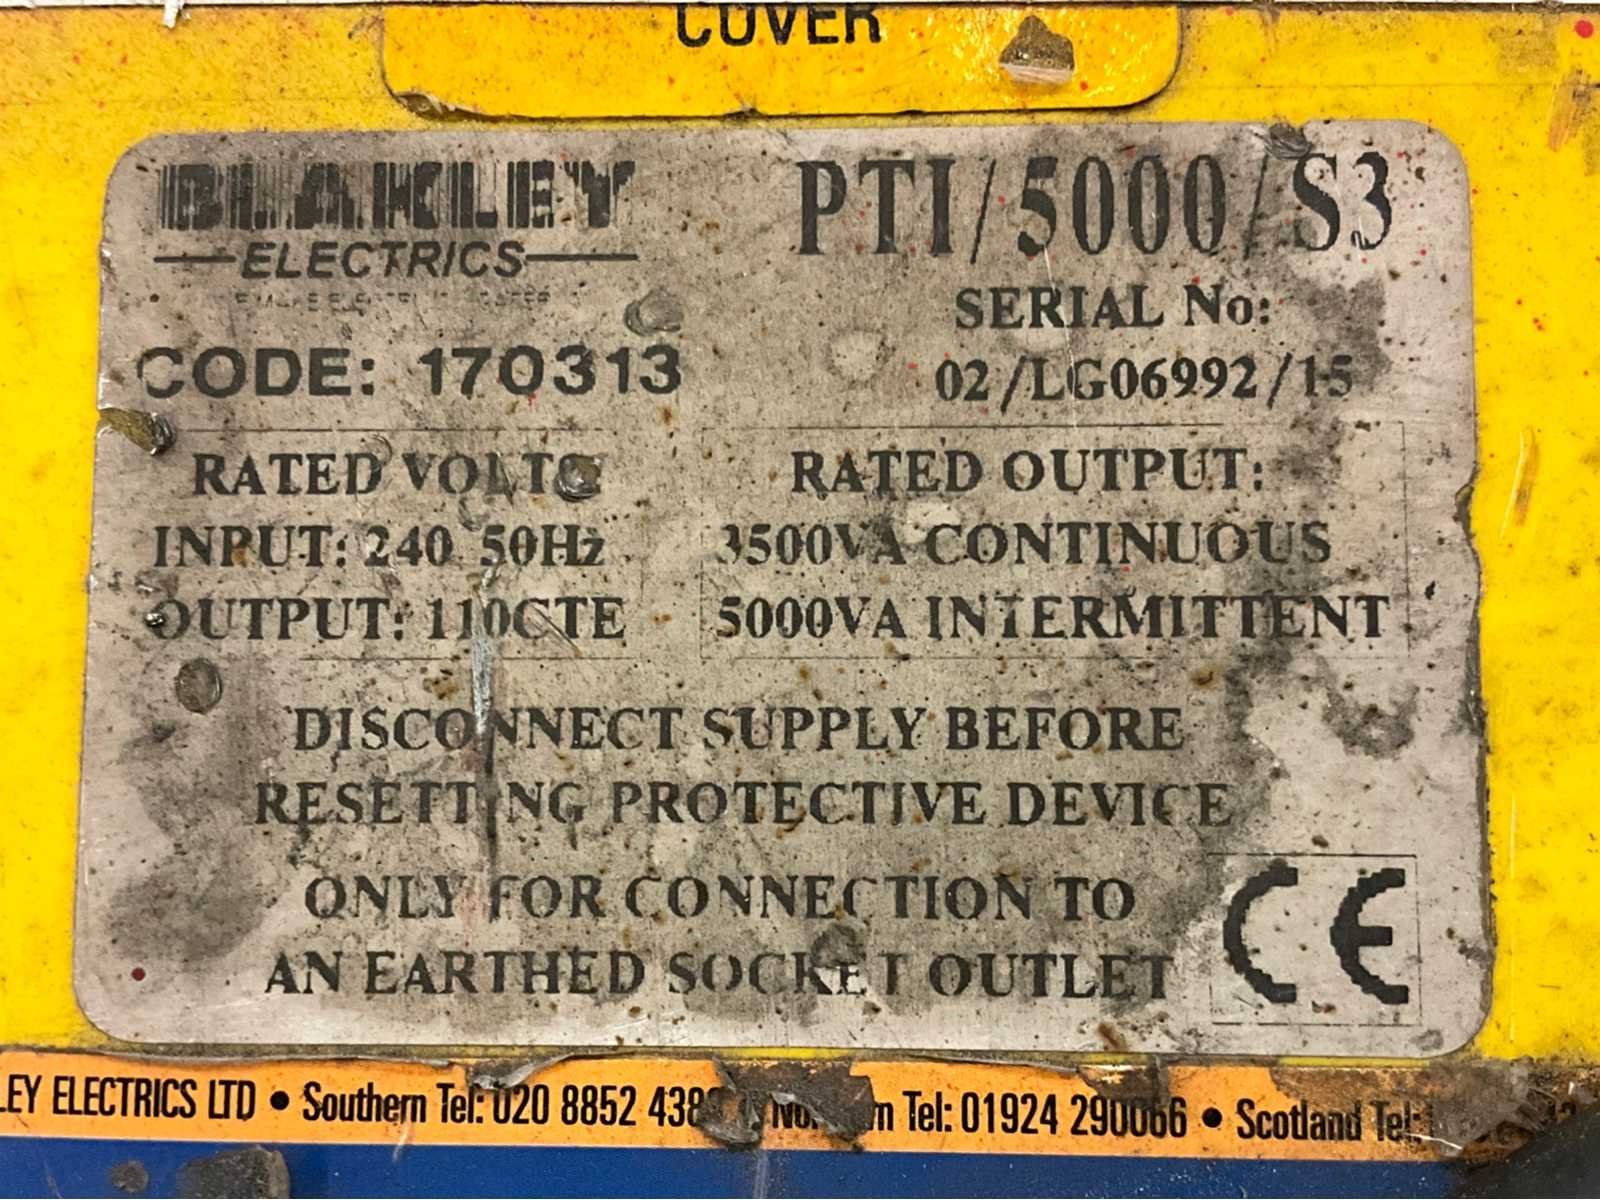 COVER
BLAKLEY
ELECTRICS
PTI/5000/S3
SERIAL No:
02/LG06992/15
CODE: 170313
RATED VOLTS
INPUT: 240 50Hz
OUTPUT: 110CTE
RATED OUTPUT:
3500VA CONTINUOUS
5000VA INTERMITTENT
DISCONNECT SUPPLY BEFORE
RESETTING PROTECTIVE DEVICE
ONLY FOR CONNECTION TO
AN EARTHED SOCKET OUTLET
CE
LEY ELECTRICS LTD • Southern Tel: 020 8852 438 Northern Tel: 01924 290066 • Scotland Tel: